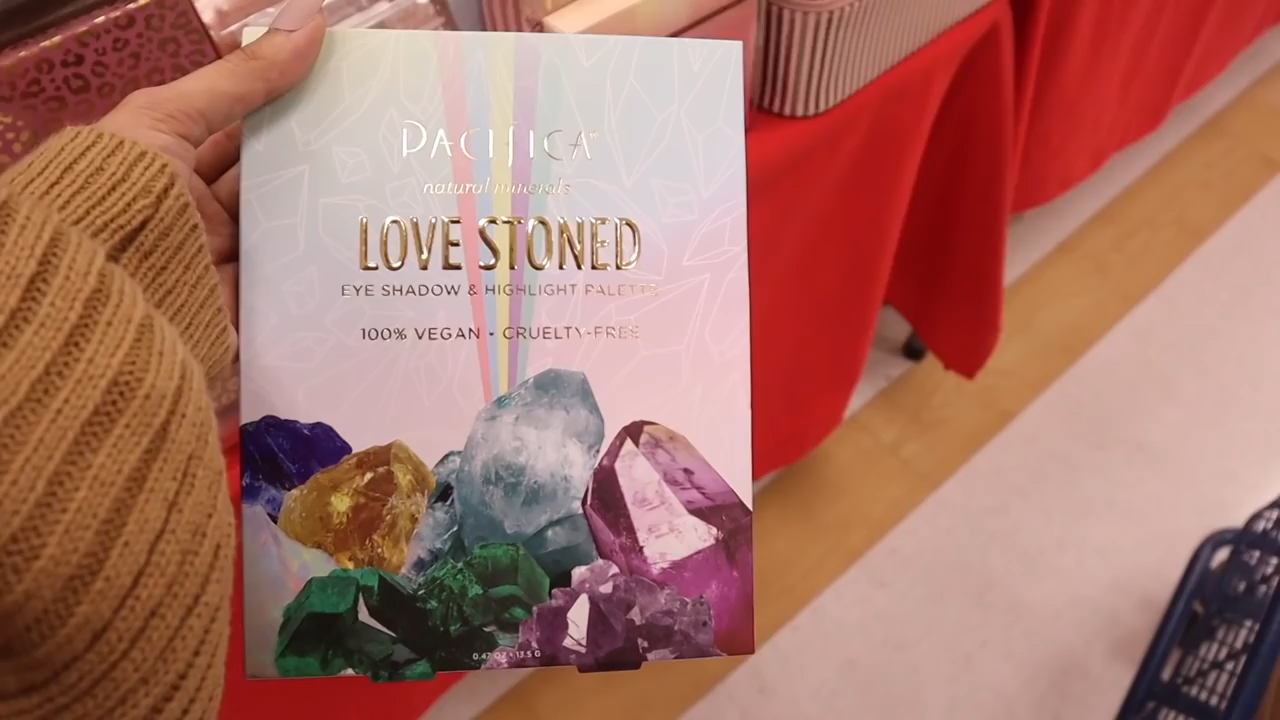 PACIFICA
natural minerals
LOVE STONED
EYE SHADOW & HIGHLIGHT PALETTE
100% VEGAN • CRUELTY-FREE
0.47 OZ • 13.5 G